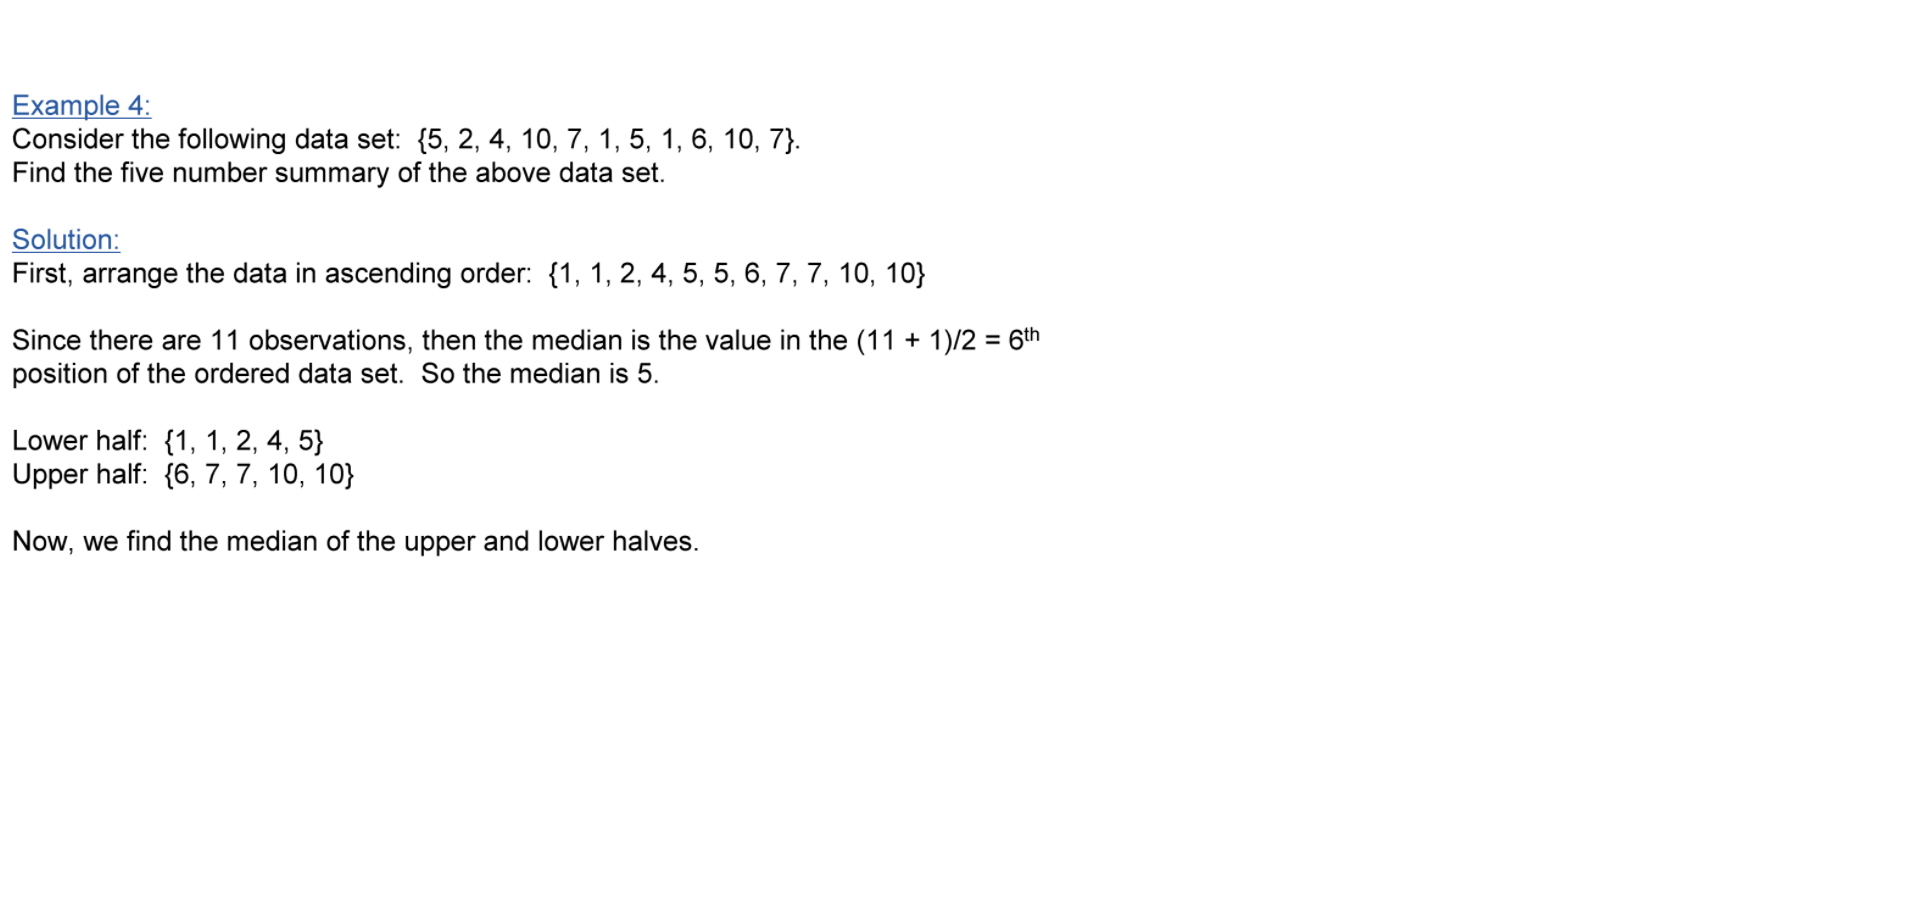 Example 4:
Consider the following data set:  {5, 2, 4, 10, 7, 1, 5, 1, 6, 10, 7}.
Find the five number summary of the above data set.
Solution:
First, arrange the data in ascending order:  {1, 1, 2, 4, 5, 5, 6, 7, 7, 10, 10}
Since there are 11 observations, then the median is the value in the (11 + 1)/2 = 6th
position of the ordered data set.  So the median is 5.
Lower half:  {1, 1, 2, 4, 5}
Upper half:  {6, 7, 7, 10, 10}
Now, we find the median of the upper and lower halves.